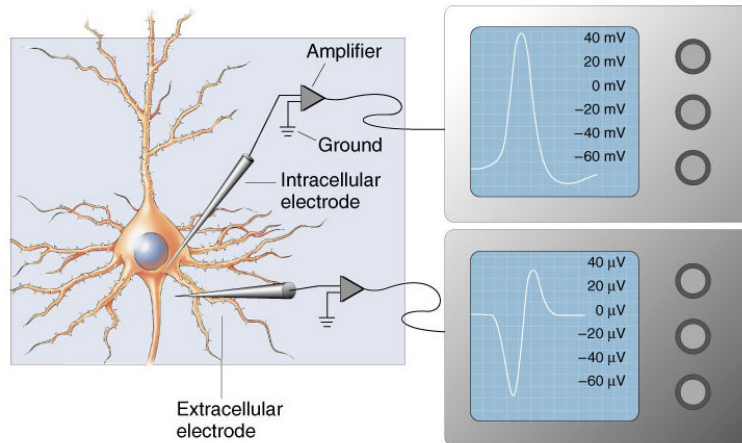 Amplifier
Ground
Intracellular
electrode
Extracellular
electrode
40 mV
20 mV
0 mV
−20 mV
−40 mV
−60 mV
40 μV
20 μV
0 μV
−20 μV
−40 μV
−60 μV